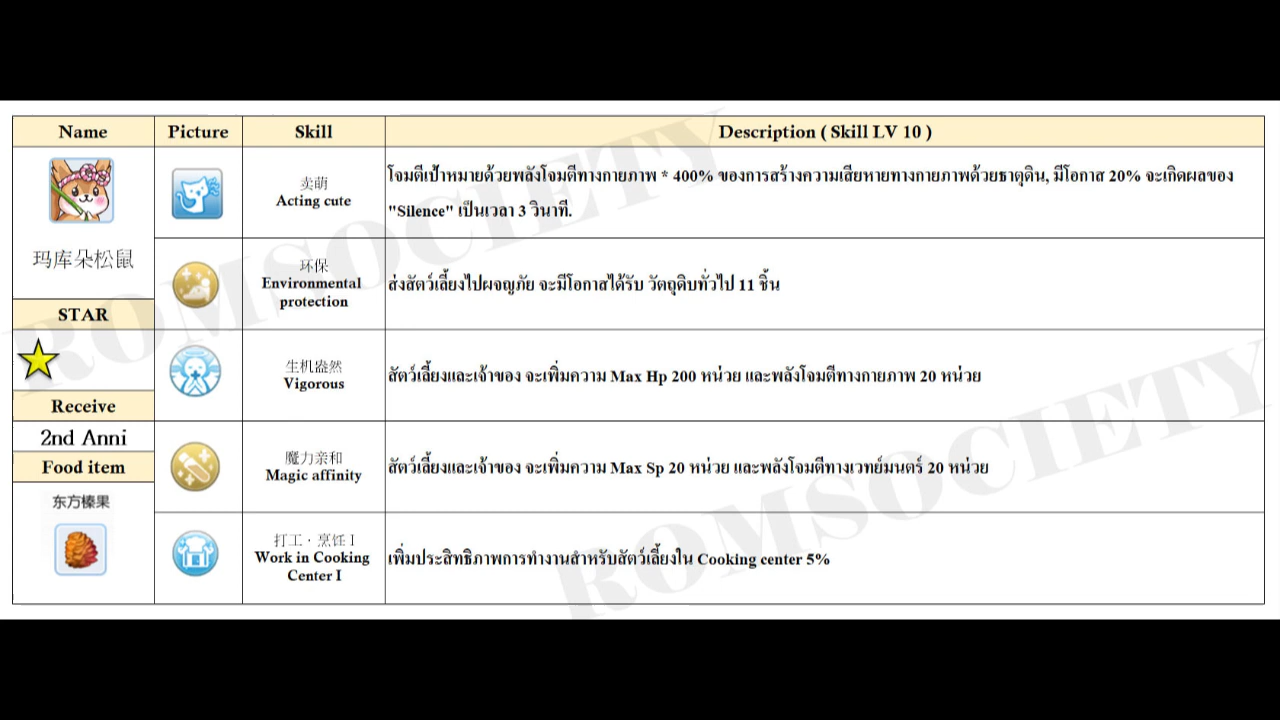 Name
Picture
Skill
Description ( Skill LV 10 )
玛库朵松鼠
卖萌
Acting cute
โจมตีเป้าหมายด้วยพลังโจมตีทางกายภาพ * 400% ของการสร้างความเสียหายทางกายภาพด้วยธาตุดิน, มีโอกาส 20% จะเกิดผลของ
"Silence" เป็นเวลา 3 วินาที.
环保
Environmental
protection
ส่งสัตว์เลี้ยงไปผจญภัย จะมีโอกาสได้รับ วัตถุดิบทั่วไป 11 ชิ้น
STAR
生机盎然
Vigorous
สัตว์เลี้ยงและเจ้าของ จะเพิ่มความ Max Hp 200 หน่วย และพลังโจมตีทางกายภาพ 20 หน่วย
Receive
2nd Anni
Food item
东方榛果
魔力亲和
Magic affinity
สัตว์เลี้ยงและเจ้าของ จะเพิ่มความ Max Sp 20 หน่วย และพลังโจมตีทางเวทย์มนตร์ 20 หน่วย
打工 · 烹饪 I
Work in Cooking
Center I
เพิ่มประสิทธิภาพการทำงานสำหรับสัตว์เลี้ยงใน Cooking center 5%
ROMSOCIETY
ROMSOCIETY